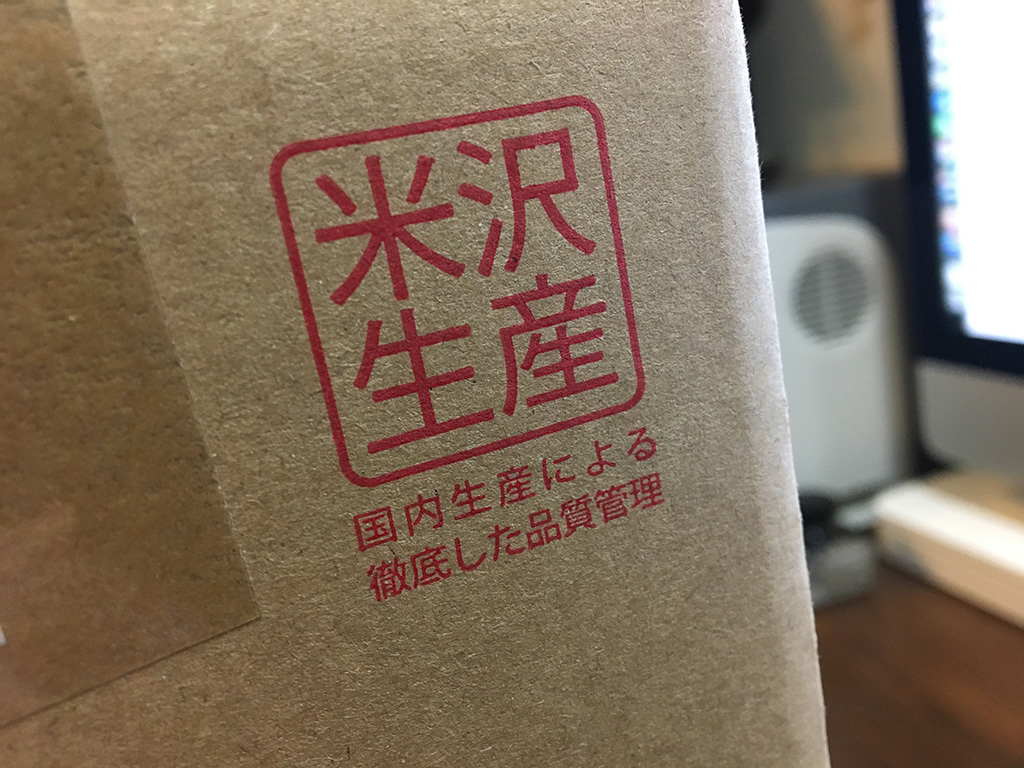 米沢
生産
国内生産による
徹底した品質管理